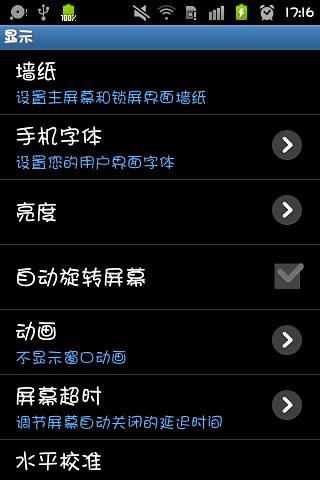 100%
17:16
显示
墙纸
设置主屏幕和锁屏界面墙纸
手机字体
设置您的用户界面字体
亮度
自动旋转屏幕
动画
不显示窗口动画
屏幕超时
调节屏幕自动关闭的延迟时间
水平校准